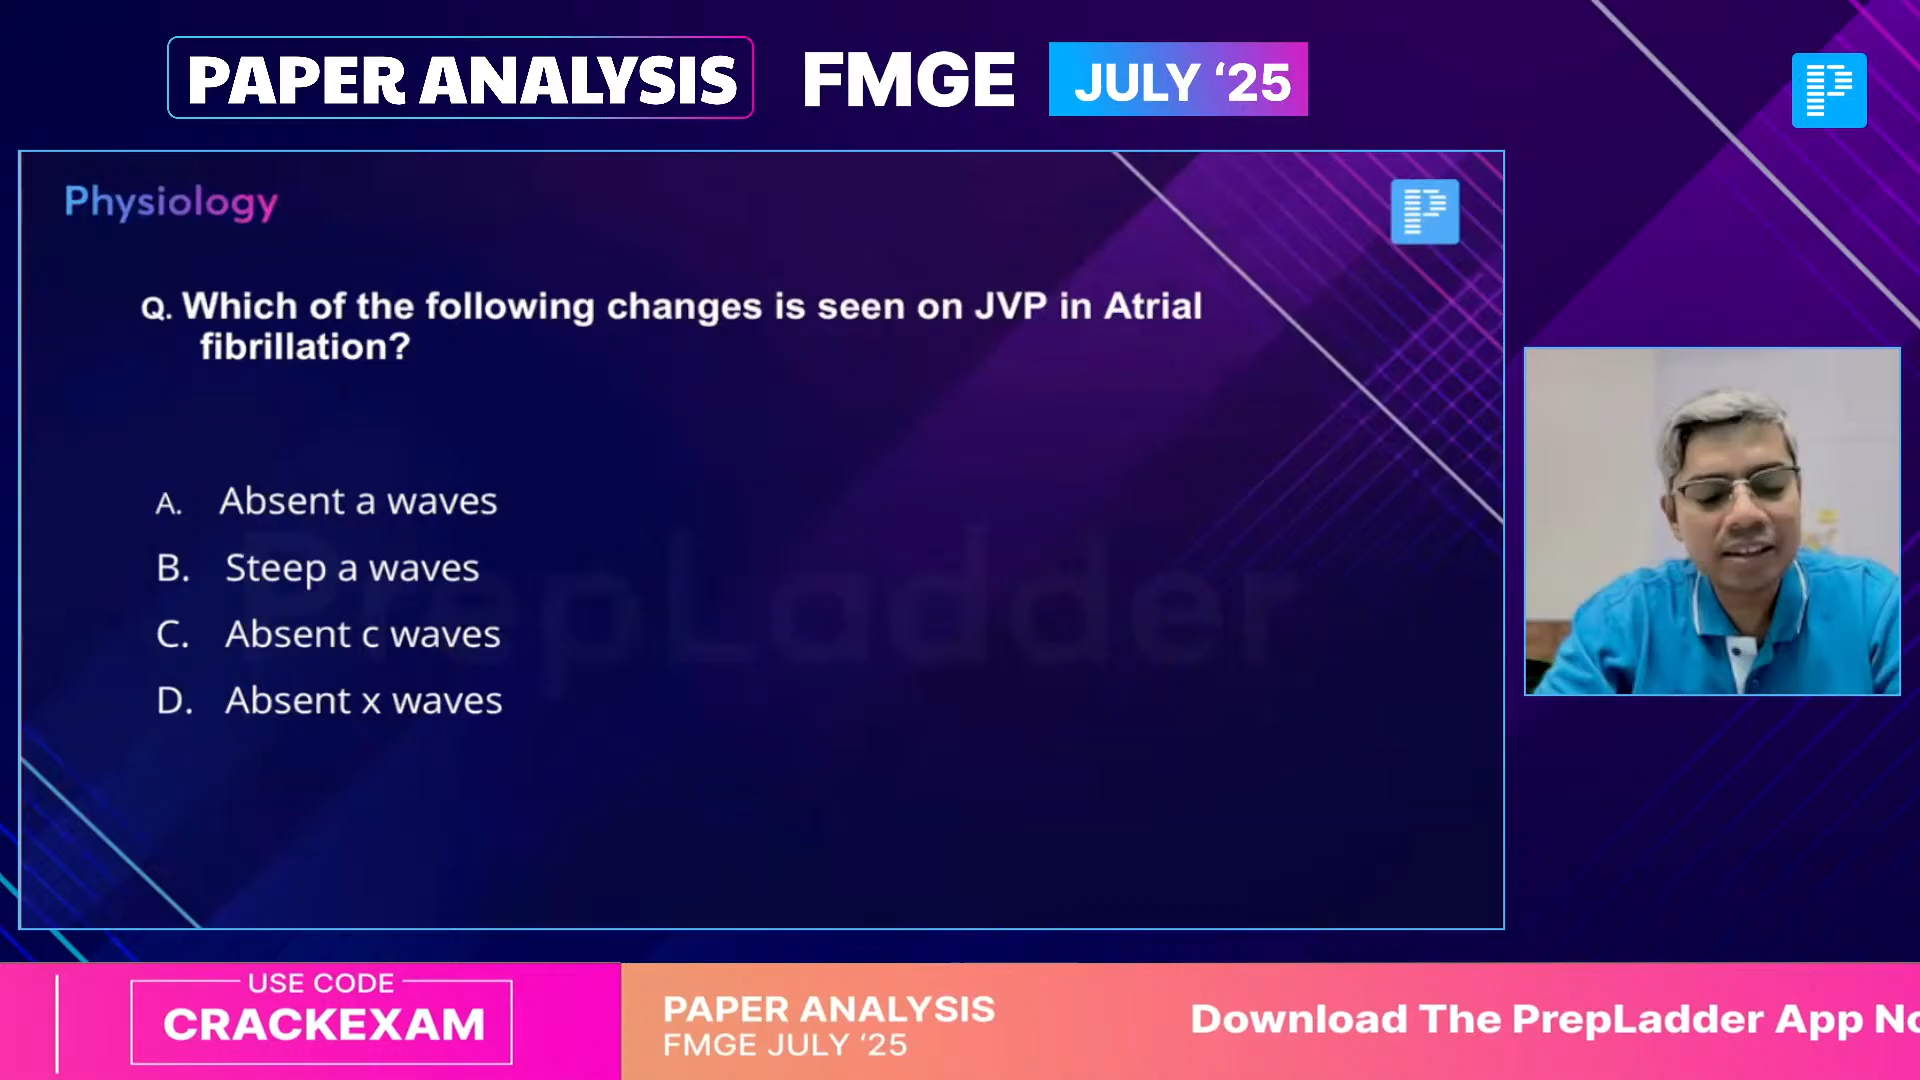 PAPER ANALYSIS FMGE JULY ‘25
Physiology
Q. Which of the following changes is seen on JVP in Atrial
fibrillation?
A. Absent a waves
B. Steep a waves
C. Absent c waves
D. Absent x waves
PrepLadder
USE CODE
CRACKEXAM
PAPER ANALYSIS
FMGE JULY ‘25
Download The PrepLadder App